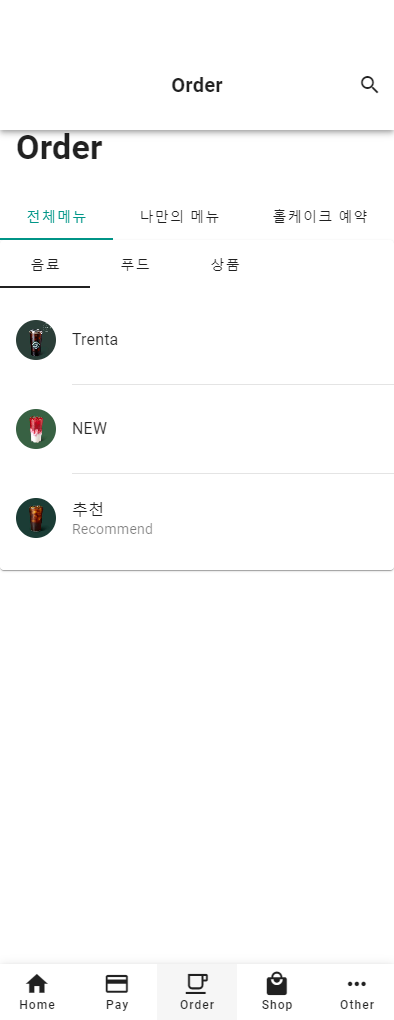 Order
Order
전체메뉴
나만의 메뉴
홀케이크 예약
음료
푸드
상품
Trenta
NEW
추천
Recommend
Home
Pay
Order
Shop
Other